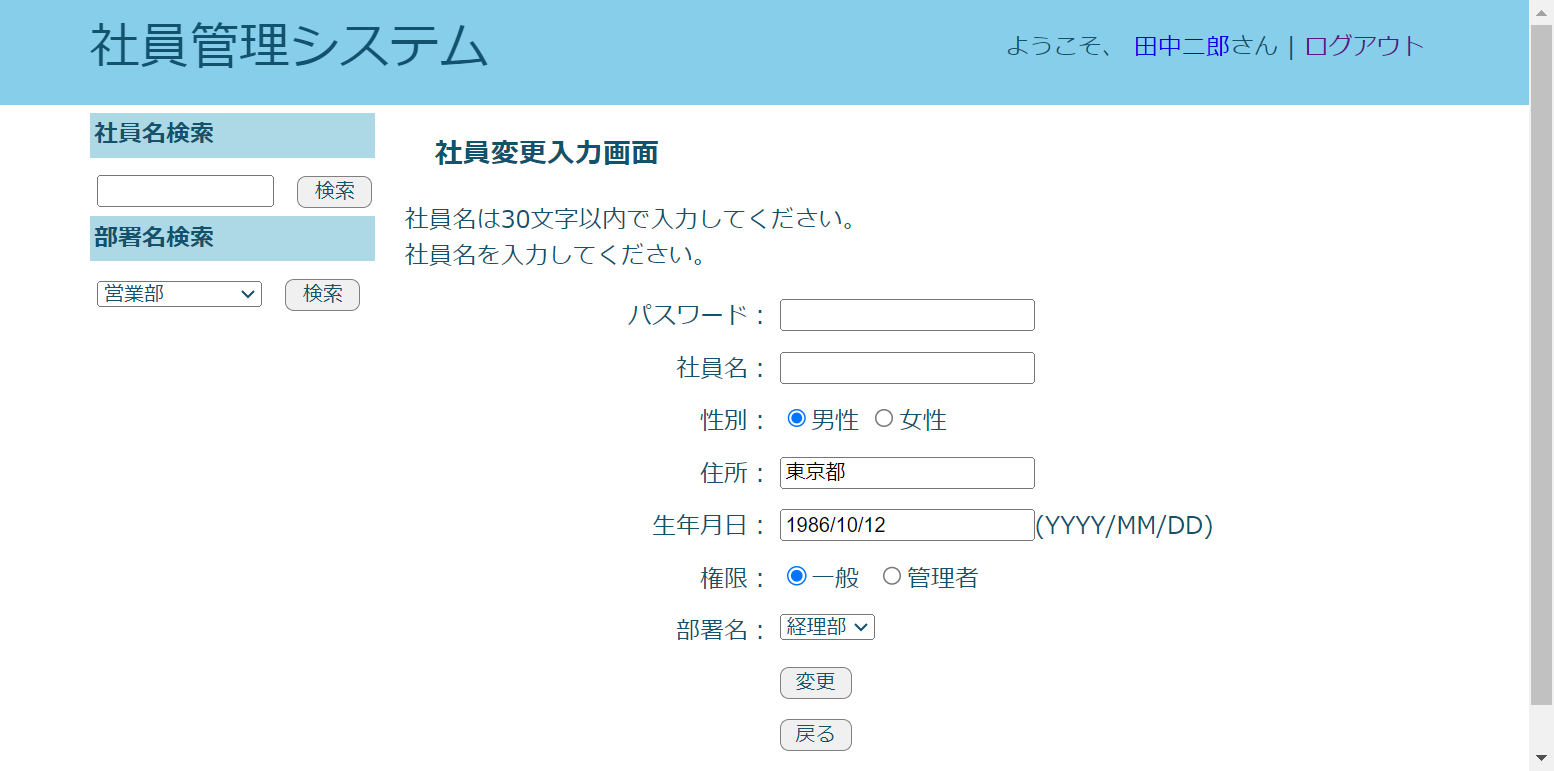 社員管理システム
ようこそ、 田中二郎さん | ログアウト
社員名検索
検索
部署名検索
営業部 検索
社員変更入力画面
社員名は30文字以内で入力してください。
社員名を入力してください。
パスワード：
社員名：
性別： 男性 女性
住所： 東京都
生年月日： 1986/10/12(YYYY/MM/DD)
権限： 一般 管理者
部署名： 経理部
変更
戻る